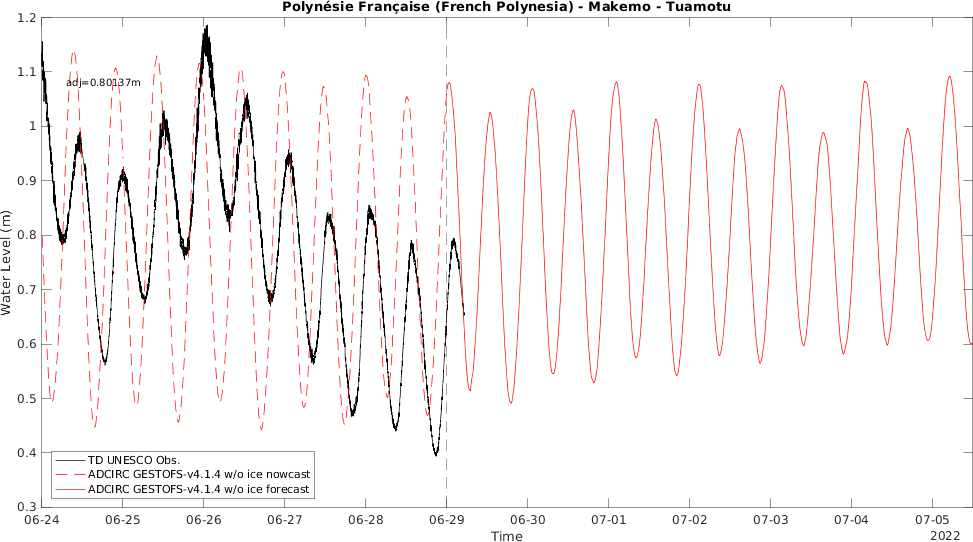 Polynésie Française (French Polynesia) - Makemo - Tuamotu
1.2
1.1
1
0.9
0.8
0.7
0.6
0.5
0.4
0.3
Water Level (m)
adj=0.80137m
TD UNESCO Obs.
ADCIRC GESTOFS-v4.1.4 w/o ice nowcast
ADCIRC GESTOFS-v4.1.4 w/o ice forecast
06-24 06-25 06-26 06-27 06-28 06-29 06-30 07-01 07-02 07-03 07-04 07-05
2022
Time